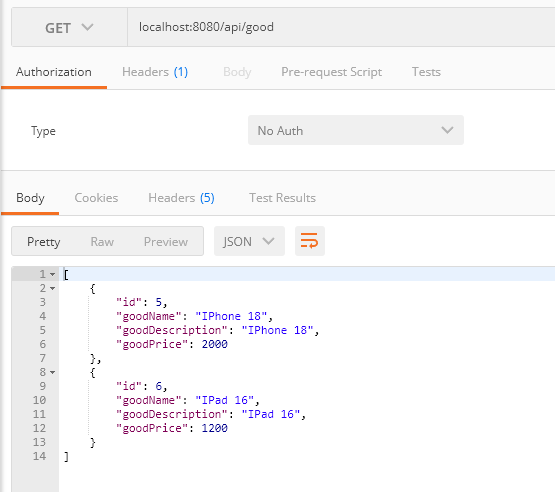 GET localhost:8080/api/good
Authorization Headers (1) Body Pre-request Script Tests
Type No Auth
Body Cookies Headers (5) Test Results
Pretty Raw Preview JSON
1 [
2 {
3 "id": 5,
4 "goodName": "IPhone 18",
5 "goodDescription": "IPhone 18",
6 "goodPrice": 2000
7 },
8 {
9 "id": 6,
10 "goodName": "IPad 16",
11 "goodDescription": "IPad 16",
12 "goodPrice": 1200
13 }
14 ]